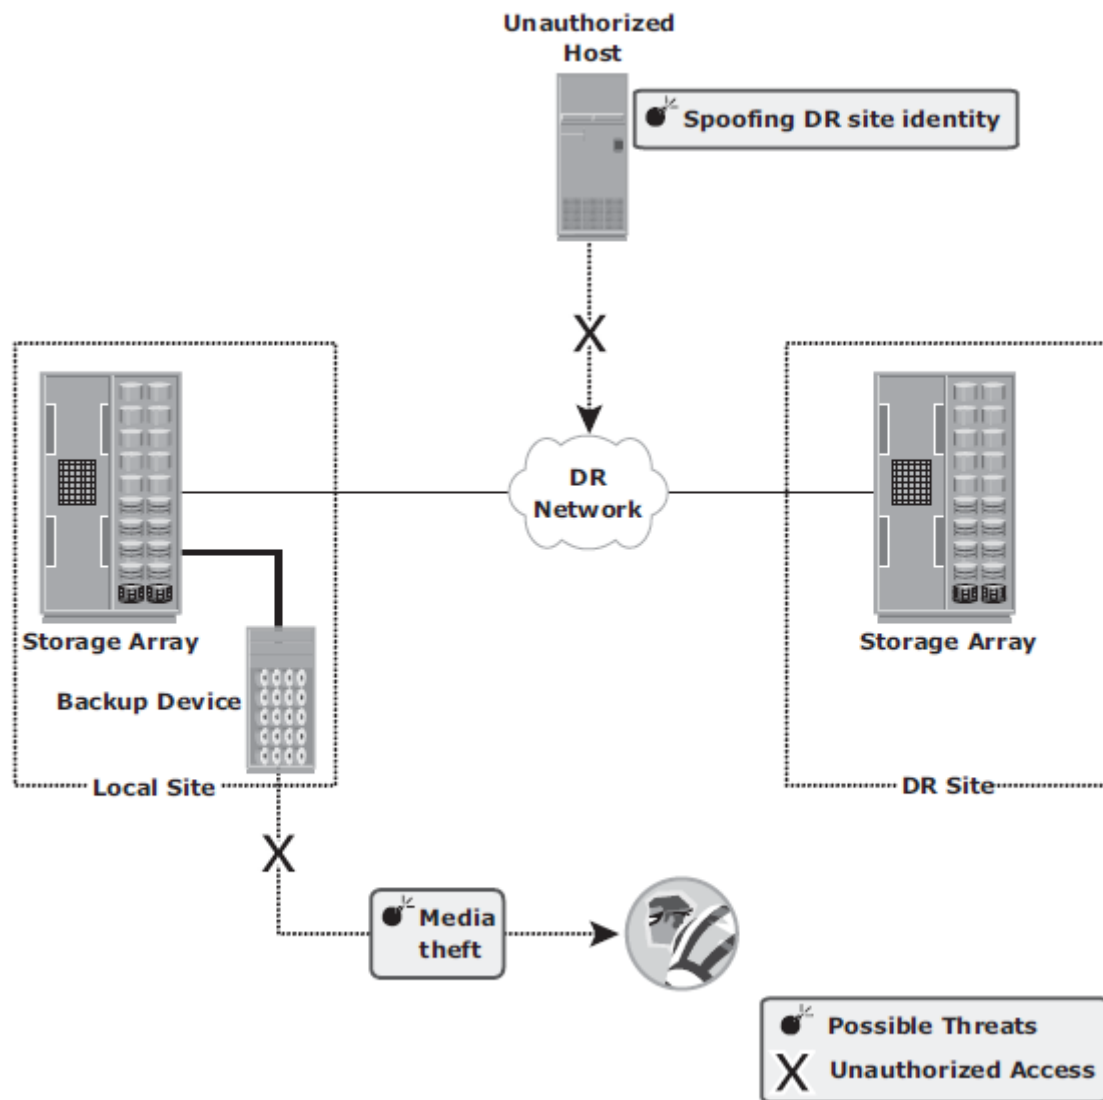 Unauthorized
Host
Spoofing DR site identity
X
DR
Network
Storage Array
Storage Array
Backup Device
Local Site
DR Site
X
Media
theft
Possible Threats
X Unauthorized Access